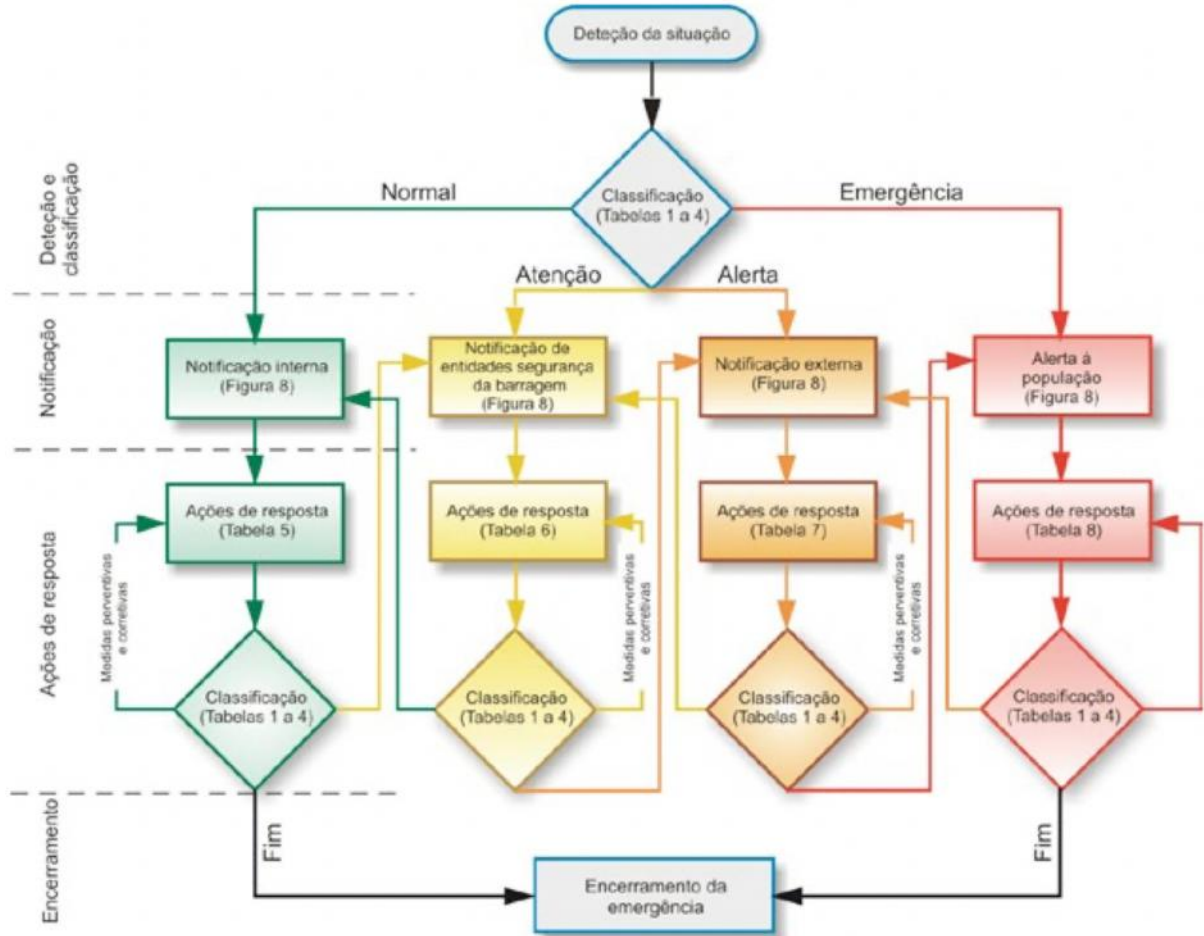 Deteção da situação
Deteção e
classificação
Normal
Classificação
(Tabelas 1 a 4)
Emergência
Atenção
Alerta
Notificação
Notificação interna
(Figura 8)
Notificação de
entidades segurança
da barragem
(Figura 8)
Notificação externa
(Figura 8)
Alerta á
população
(Figura 8)
Ações de resposta
Ações de resposta
(Tabela 5)
Ações de resposta
(Tabela 6)
Ações de resposta
(Tabela 7)
Ações de resposta
(Tabela 8)
Medidas perventivas
e corretivas
Medidas perventivas
e corretivas
Medidas perventivas
e corretivas
Classificação
(Tabelas 1 a 4)
Classificação
(Tabelas 1 a 4)
Classificação
(Tabelas 1 a 4)
Classificação
(Tabelas 1 a 4)
Encerramento
Fim
Fim
Encerramento da
emergência